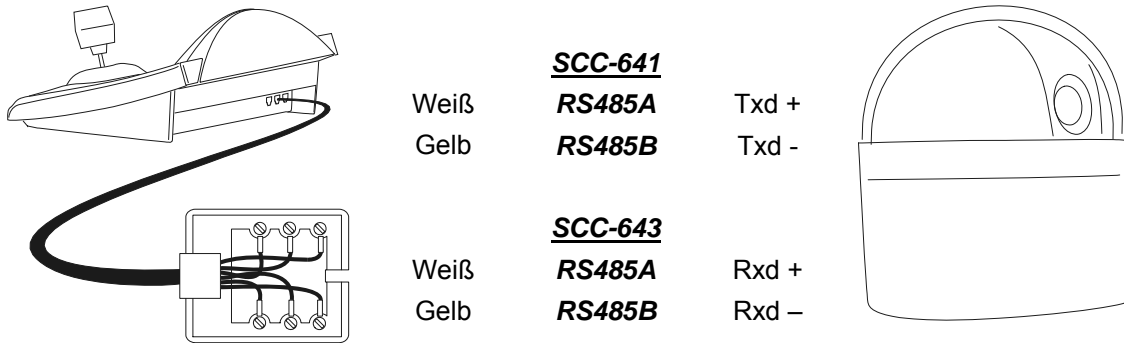 SCC-641
Weiß RS485A Txd +
Gelb RS485B Txd -
SCC-643
Weiß RS485A Rxd +
Gelb RS485B Rxd –